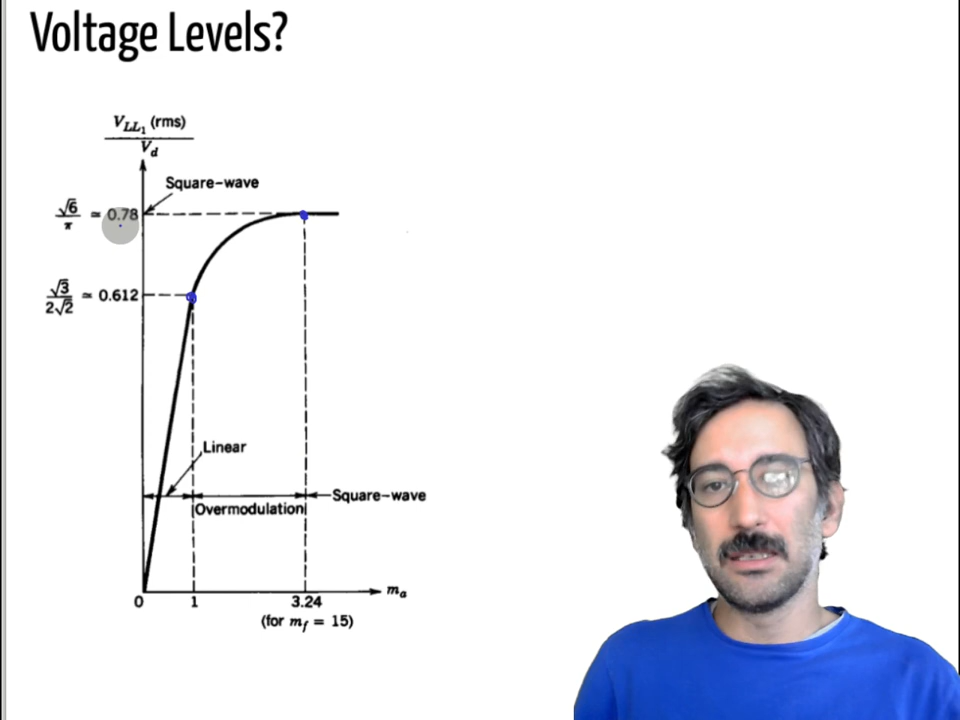 Voltage Levels?
V_LL₁ (rms)
V_d
Square-wave
√6/π ≃ 0.78
√3/2√2 ≃ 0.612
Linear
Square-wave
Overmodulation
0 1 3.24 m_a
(for m_f = 15)